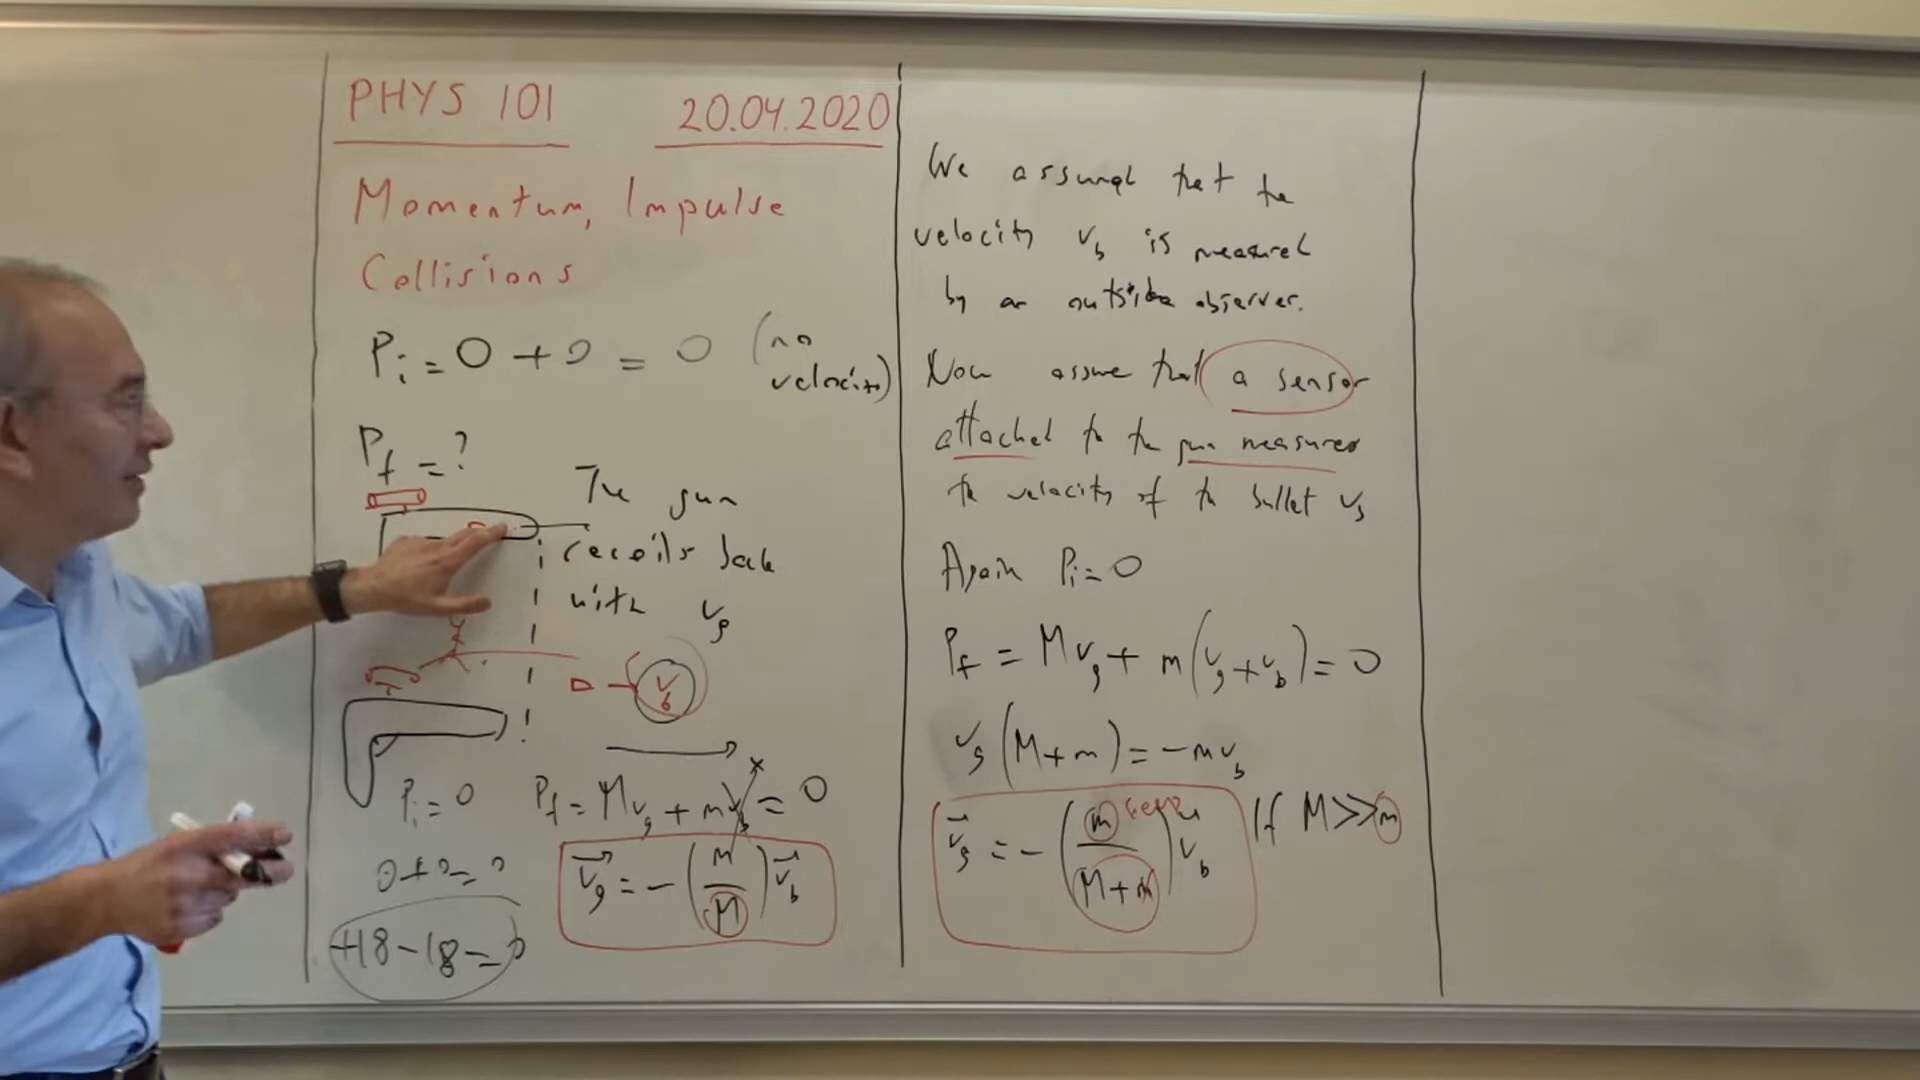 PHYS 101 20.04.2020
Momentum, Impulse
Collisions
Pi = 0 + 0 = 0 (no velocity)
Pf = ?
The gun
recoils back
with vg
vb
Pi = 0
Pf = Mvg + mvb = 0
x
0+0=0
vg = -(m/M) vb
+18-18=0
We assumed that the
velocity vb is measured
by an outside observer.
Now assume that a sensor
attached to the gun measures
the velocity of the bullet vb
Again Pi = 0
Pf = Mvg + m(vg+vb) = 0
vg (M+m) = -mvb
vg = -(m/M+m) vb If M>>m